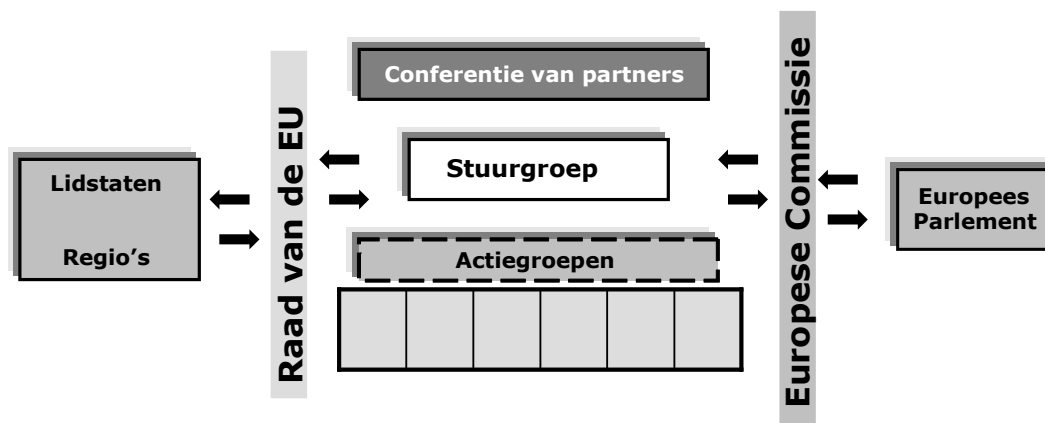 Conferentie van partners
Lidstaten
Regio's
Raad van de EU
Stuurgroep
Actiegroepen
Europese Commissie
Europees
Parlement